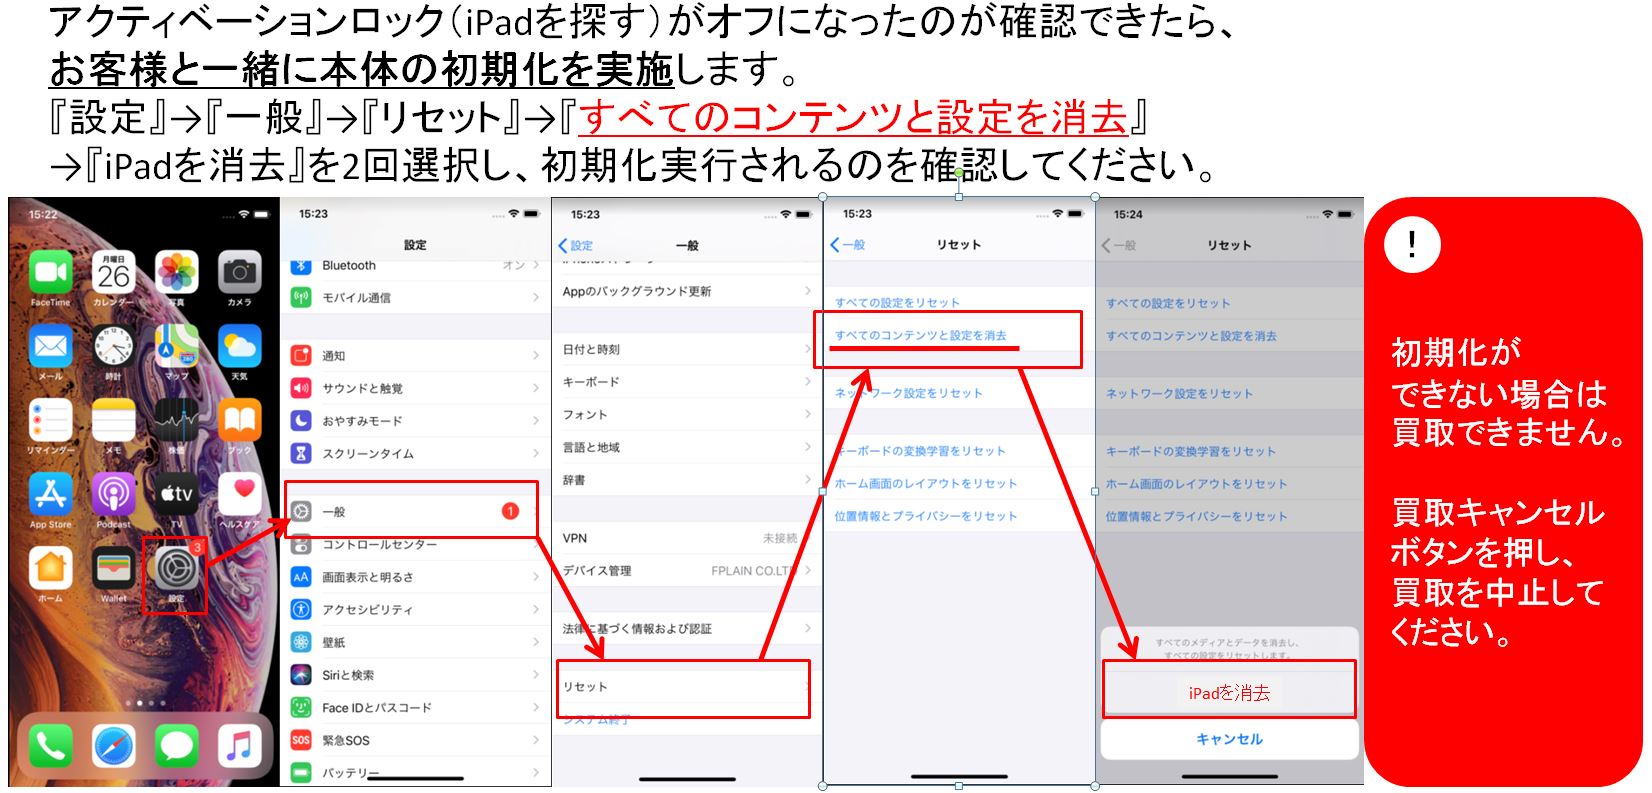 アクティベーションロック（iPadを探す）がオフになったのが確認できたら、
お客様と一緒に本体の初期化を実施します。
『設定』→『一般』→『リセット』→『すべてのコンテンツと設定を消去』
→『iPadを消去』を2回選択し、初期化実行されるのを確認してください。
15:22
FaceTime
月曜日
26
カレンダー
写真
カメラ
メール
時計
マップ
天気
リマインダー
メモ
株価
ブック
App Store
Podcast
tv
TV
ヘルスケア
ホーム
Wallet
3
設定
15:23
設定
Bluetooth オン
モバイル通信
通知
サウンドと触覚
おやすみモード
スクリーンタイム
一般 1
コントロールセンター
AA 画面表示と明るさ
アクセシビリティ
壁紙
Siriと検索
Face IDとパスコード
SOS 緊急SOS
バッテリー
15:23
設定 一般
Appのバックグラウンド更新
日付と時刻
キーボード
フォント
言語と地域
辞書
VPN 未接続
デバイス管理 FPLAIN CO.LTD
法律に基づく情報および認証
リセット
システム終了
15:23
一般 リセット
すべての設定をリセット
すべてのコンテンツと設定を消去
ネットワーク設定をリセット
キーボードの変換学習をリセット
ホーム画面のレイアウトをリセット
位置情報とプライバシーをリセット
15:24
一般 リセット
すべての設定をリセット
すべてのコンテンツと設定を消去
ネットワーク設定をリセット
キーボードの変換学習をリセット
ホーム画面のレイアウトをリセット
位置情報とプライバシーをリセット
すべてのメディアとデータを消去し、
すべての設定をリセットします。
iPadを消去
キャンセル
!
初期化が
できない場合は
買取できません。
買取キャンセル
ボタンを押し、
買取を中止して
ください。